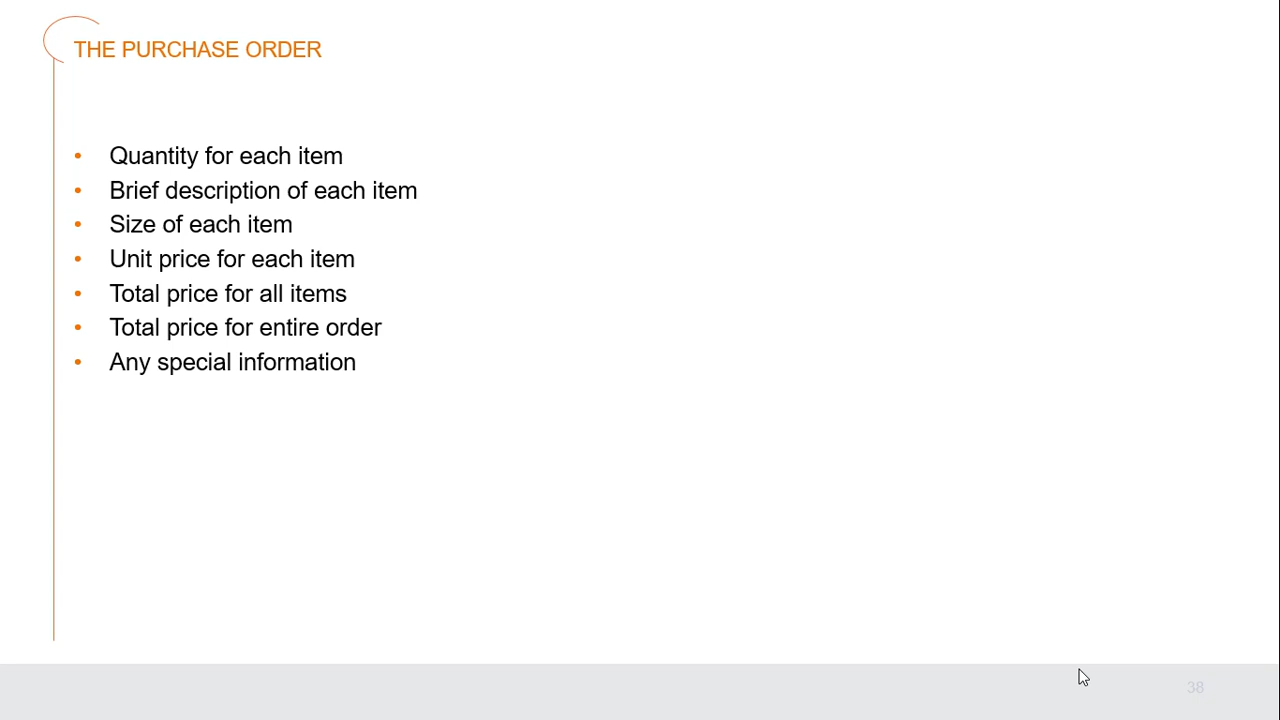 THE PURCHASE ORDER
• Quantity for each item
• Brief description of each item
• Size of each item
• Unit price for each item
• Total price for all items
• Total price for entire order
• Any special information
38